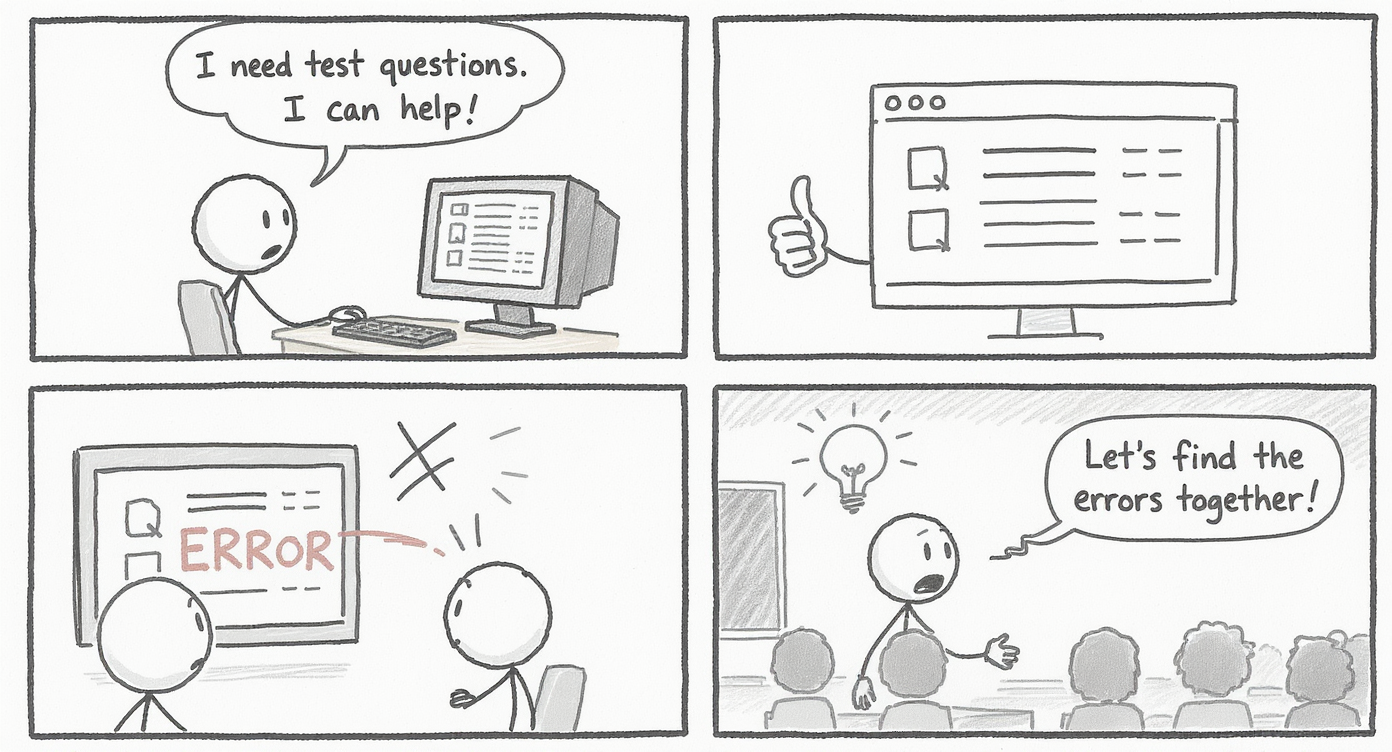 I need test questions.
I can help!
ERROR
Let's find the
errors together!